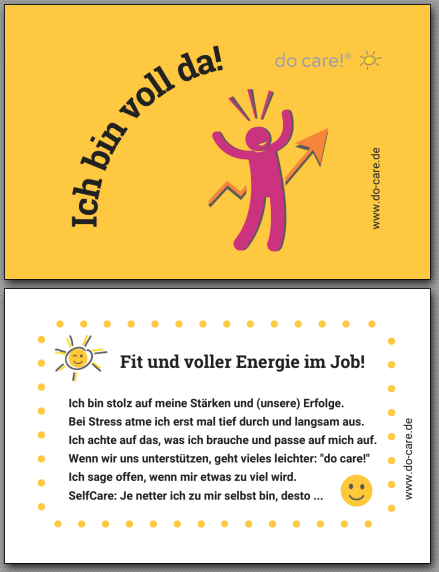 Ich bin voll da!
do care!®
www.do-care.de
Fit und voller Energie im Job!
Ich bin stolz auf meine Stärken und (unsere) Erfolge.
Bei Stress atme ich erst mal tief durch und langsam aus.
Ich achte auf das, was ich brauche und passe auf mich auf.
Wenn wir uns unterstützen, geht vieles leichter: "do care!"
Ich sage offen, wenn mir etwas zu viel wird.
SelfCare: Je netter ich zu mir selbst bin, desto ...
www.do-care.de